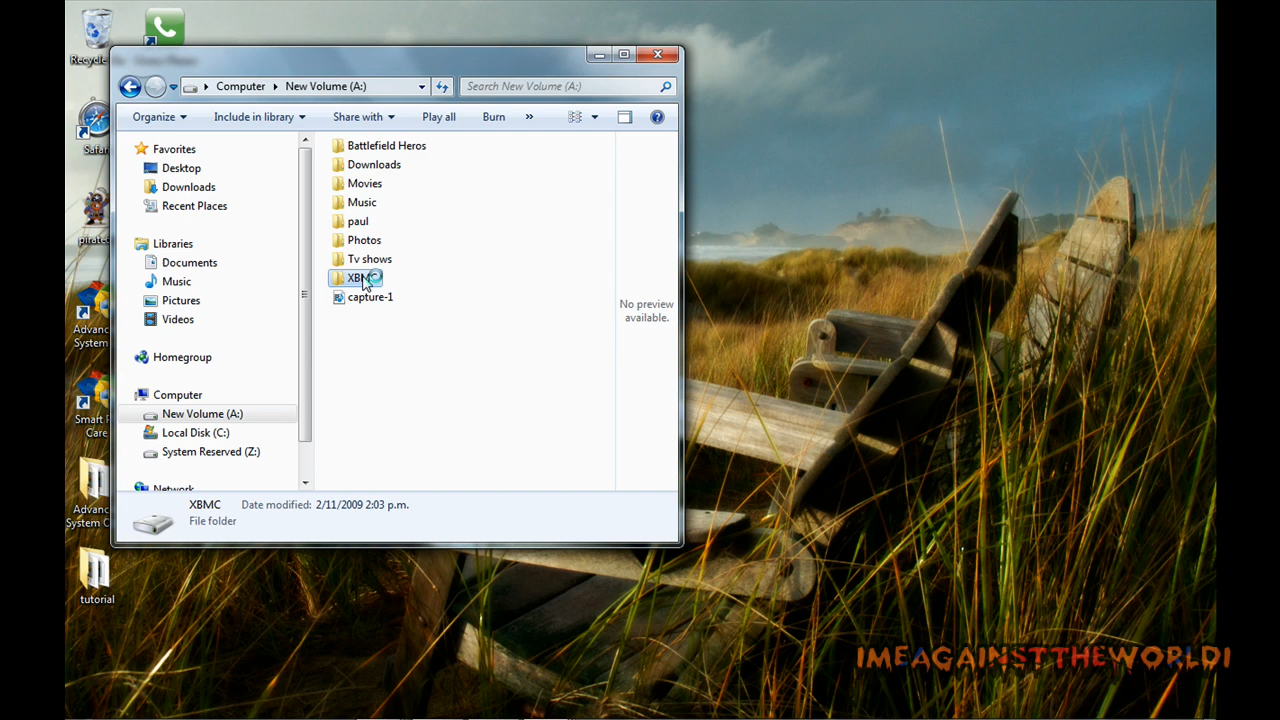 Recycle
Safari
pirated
Advanc
System
Smart
Care
Advanc
System C
tutorial
Computer
New Volume (A:)
Search New Volume (A:)
Organize
Include in library
Share with
Play all
Burn
»
Favorites
Desktop
Downloads
Recent Places
Libraries
Documents
Music
Pictures
Videos
Homegroup
Computer
New Volume (A:)
Local Disk (C:)
System Reserved (Z:)
Network
Battlefield Heros
Downloads
Movies
Music
paul
Photos
Tv shows
XBMC
capture-1
No preview
available.
XBMC Date modified: 2/11/2009 2:03 p.m.
File folder
IMEAGAINSTTHEWORLDI